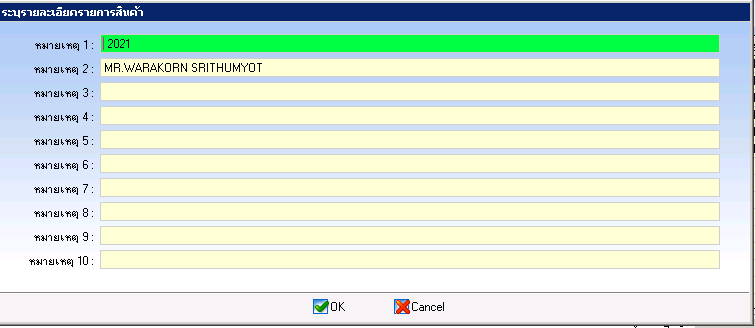 ระบุรายละเอียดรายการสินค้า
หมายเหตุ 1 : 2021
หมายเหตุ 2 : MR.WARAKORN SRITHUMYOT
หมายเหตุ 3 :
หมายเหตุ 4 :
หมายเหตุ 5 :
หมายเหตุ 6 :
หมายเหตุ 7 :
หมายเหตุ 8 :
หมายเหตุ 9 :
หมายเหตุ 10 :
OK Cancel